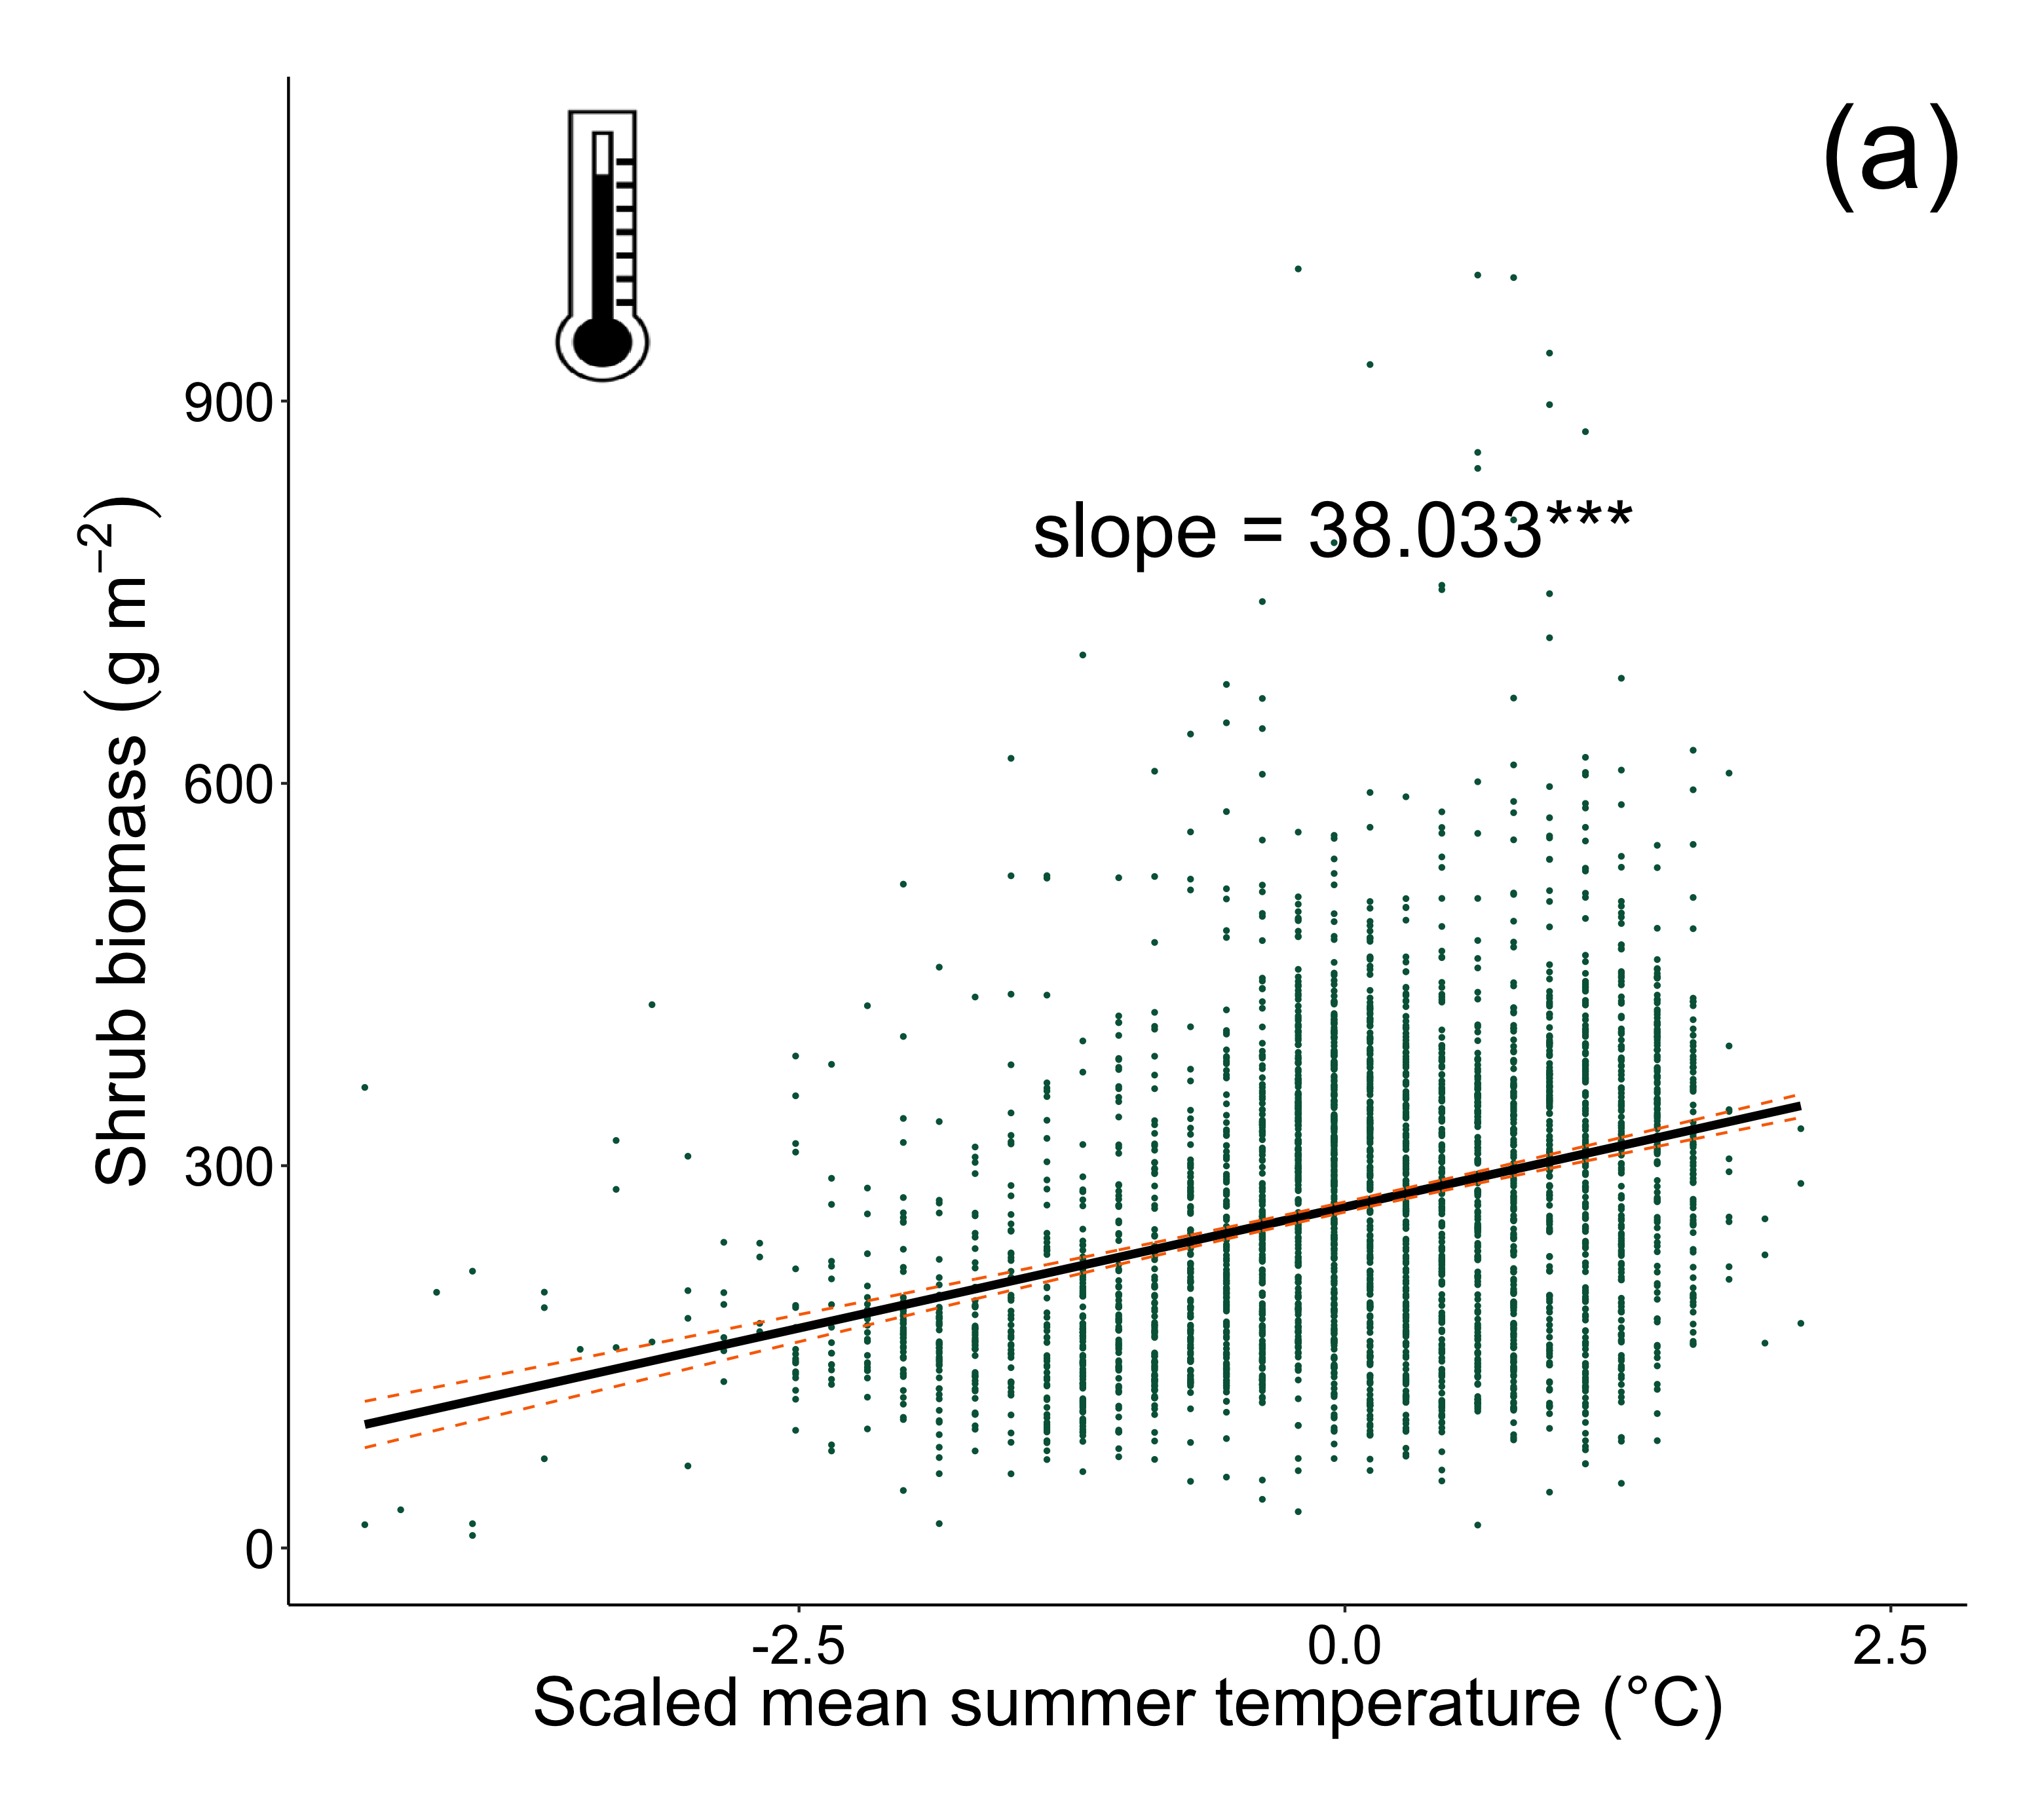 (a)
900
600
300
0
Shrub biomass (g m⁻²)
slope = 38.033***
-2.5
0.0
2.5
Scaled mean summer temperature (°C)